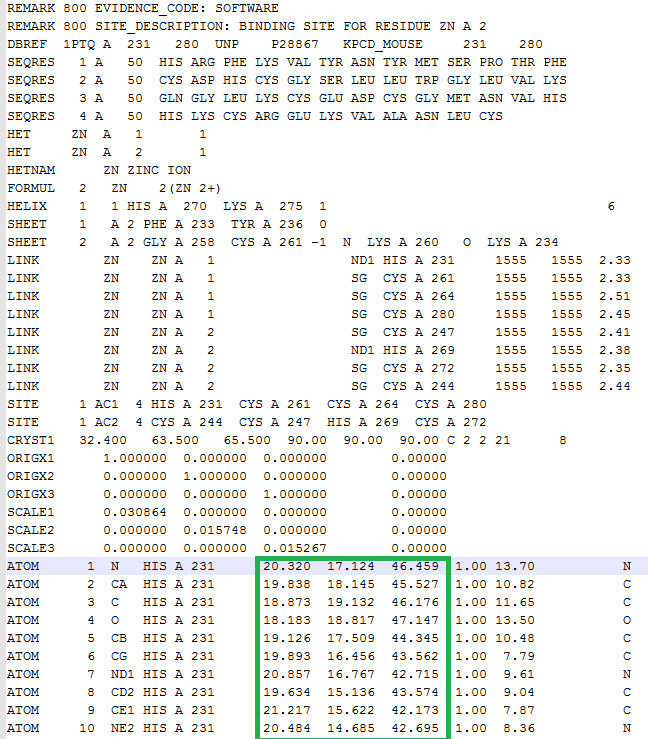 REMARK 800 EVIDENCE_CODE: SOFTWARE
REMARK 800 SITE_DESCRIPTION: BINDING SITE FOR RESIDUE ZN A 2
DBREF  1PTQ A  231   280  UNP    P28867   KPCD_MOUSE     231    280
SEQRES   1 A   50  HIS ARG PHE LYS VAL TYR ASN TYR MET SER PRO THR PHE
SEQRES   2 A   50  CYS ASP HIS CYS GLY SER LEU LEU TRP GLY LEU VAL LYS
SEQRES   3 A   50  GLN GLY LEU LYS CYS GLU ASP CYS GLY MET ASN VAL HIS
SEQRES   4 A   50  HIS LYS CYS ARG GLU LYS VAL ALA ASN LEU CYS
HET     ZN  A   1       1
HET     ZN  A   2       1
HETNAM      ZN ZINC ION
FORMUL   2   ZN    2(ZN 2+)
HELIX    1   1 HIS A  270  LYS A  275  1                                   6
SHEET    1   A 2 PHE A 233  TYR A 236  0
SHEET    2   A 2 GLY A 258  CYS A 261 -1  N  LYS A 260   O  LYS A 234
LINK        ZN    ZN A   1                 ND1 HIS A 231     1555   1555  2.33
LINK        ZN    ZN A   1                 SG  CYS A 261     1555   1555  2.33
LINK        ZN    ZN A   1                 SG  CYS A 264     1555   1555  2.51
LINK        ZN    ZN A   1                 SG  CYS A 280     1555   1555  2.45
LINK        ZN    ZN A   2                 SG  CYS A 247     1555   1555  2.41
LINK        ZN    ZN A   2                 ND1 HIS A 269     1555   1555  2.38
LINK        ZN    ZN A   2                 SG  CYS A 272     1555   1555  2.35
LINK        ZN    ZN A   2                 SG  CYS A 244     1555   1555  2.44
SITE     1 AC1  4 HIS A 231  CYS A 261  CYS A 264  CYS A 280
SITE     1 AC2  4 CYS A 244  CYS A 247  HIS A 269  CYS A 272
CRYST1   32.400   63.500   65.500  90.00  90.00  90.00 C 2 2 21      8
ORIGX1      1.000000  0.000000  0.000000        0.00000
ORIGX2      0.000000  1.000000  0.000000        0.00000
ORIGX3      0.000000  0.000000  1.000000        0.00000
SCALE1      0.030864  0.000000  0.000000        0.00000
SCALE2      0.000000  0.015748  0.000000        0.00000
SCALE3      0.000000  0.000000  0.015267        0.00000
ATOM      1  N   HIS A 231      20.320  17.124  46.459  1.00 13.70           N
ATOM      2  CA  HIS A 231      19.838  18.145  45.527  1.00 10.82           C
ATOM      3  C   HIS A 231      18.873  19.132  46.176  1.00 11.65           C
ATOM      4  O   HIS A 231      18.183  18.817  47.147  1.00 13.50           O
ATOM      5  CB  HIS A 231      19.126  17.509  44.345  1.00 10.48           C
ATOM      6  CG  HIS A 231      19.893  16.456  43.562  1.00  7.79           C
ATOM      7  ND1 HIS A 231      20.857  16.767  42.715  1.00  9.61           N
ATOM      8  CD2 HIS A 231      19.634  15.136  43.574  1.00  9.04           C
ATOM      9  CE1 HIS A 231      21.217  15.622  42.173  1.00  7.87           C
ATOM     10  NE2 HIS A 231      20.484  14.685  42.695  1.00  8.36           N